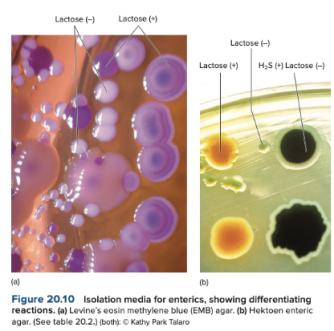 Lactose (–) Lactose (+)
Lactose (–)
Lactose (+) H₂S (+) Lactose (–)
(a) (b)
Figure 20.10 Isolation media for enterics, showing differentiating
reactions. (a) Levine's eosin methylene blue (EMB) agar. (b) Hektoen enteric
agar. (See table 20.2.) (both): © Kathy Park Talaro